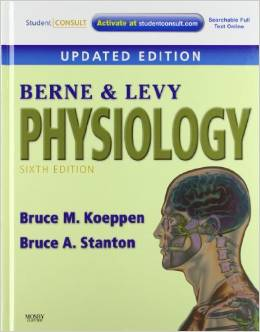 Student CONSULT
Activate at studentconsult.com
Searchable Full
Text Online
UPDATED EDITION
BERNE & LEVY
PHYSIOLOGY
SIXTH EDITION
Bruce M. Koeppen
Bruce A. Stanton
MOSBY
ELSEVIER